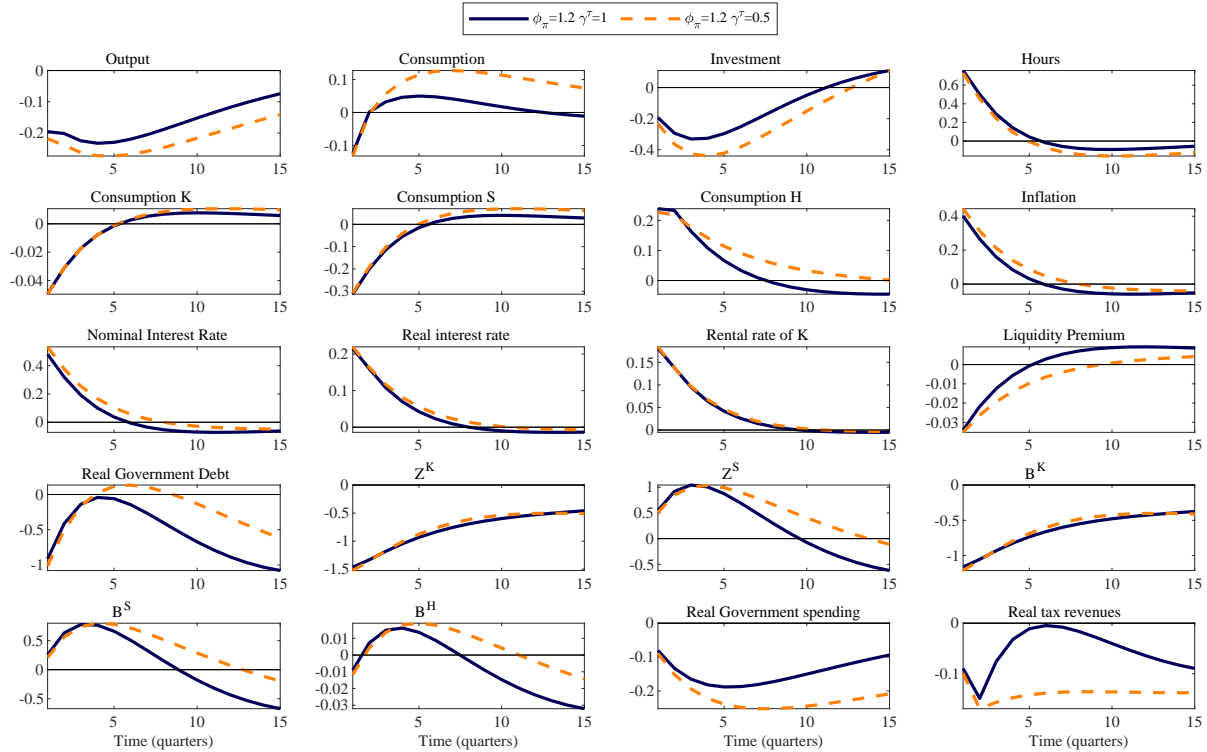 φπ=1.2 γ^τ=1 φπ=1.2 γ^τ=0.5
Output Consumption Investment Hours
0 -0.1 -0.2 5 10 15
0.1 0 -0.1 5 10 15
0 -0.2 -0.4 5 10 15
0.6 0.4 0.2 0 5 10 15
Consumption K Consumption S Consumption H Inflation
0 -0.02 -0.04 5 10 15
0 -0.1 -0.2 -0.3 5 10 15
0.2 0.1 0 5 10 15
0.4 0.2 0 5 10 15
Nominal Interest Rate Real interest rate Rental rate of K Liquidity Premium
0.4 0.2 0 5 10 15
0.2 0.1 0 5 10 15
0.15 0.1 0.05 0 5 10 15
0 -0.01 -0.02 -0.03 5 10 15
Real Government Debt Z^K Z^S B^K
0 -0.5 -1 5 10 15
0 -0.5 -1 -1.5 5 10 15
1 0.5 0 -0.5 5 10 15
0 -0.5 -1 5 10 15
B^S B^H Real Government spending Real tax revenues
0.5 0 -0.5 5 10 15
0.01 0 -0.01 -0.02 -0.03 5 10 15
0 -0.1 -0.2 5 10 15
0 -0.1 5 10 15
Time (quarters) Time (quarters) Time (quarters) Time (quarters)